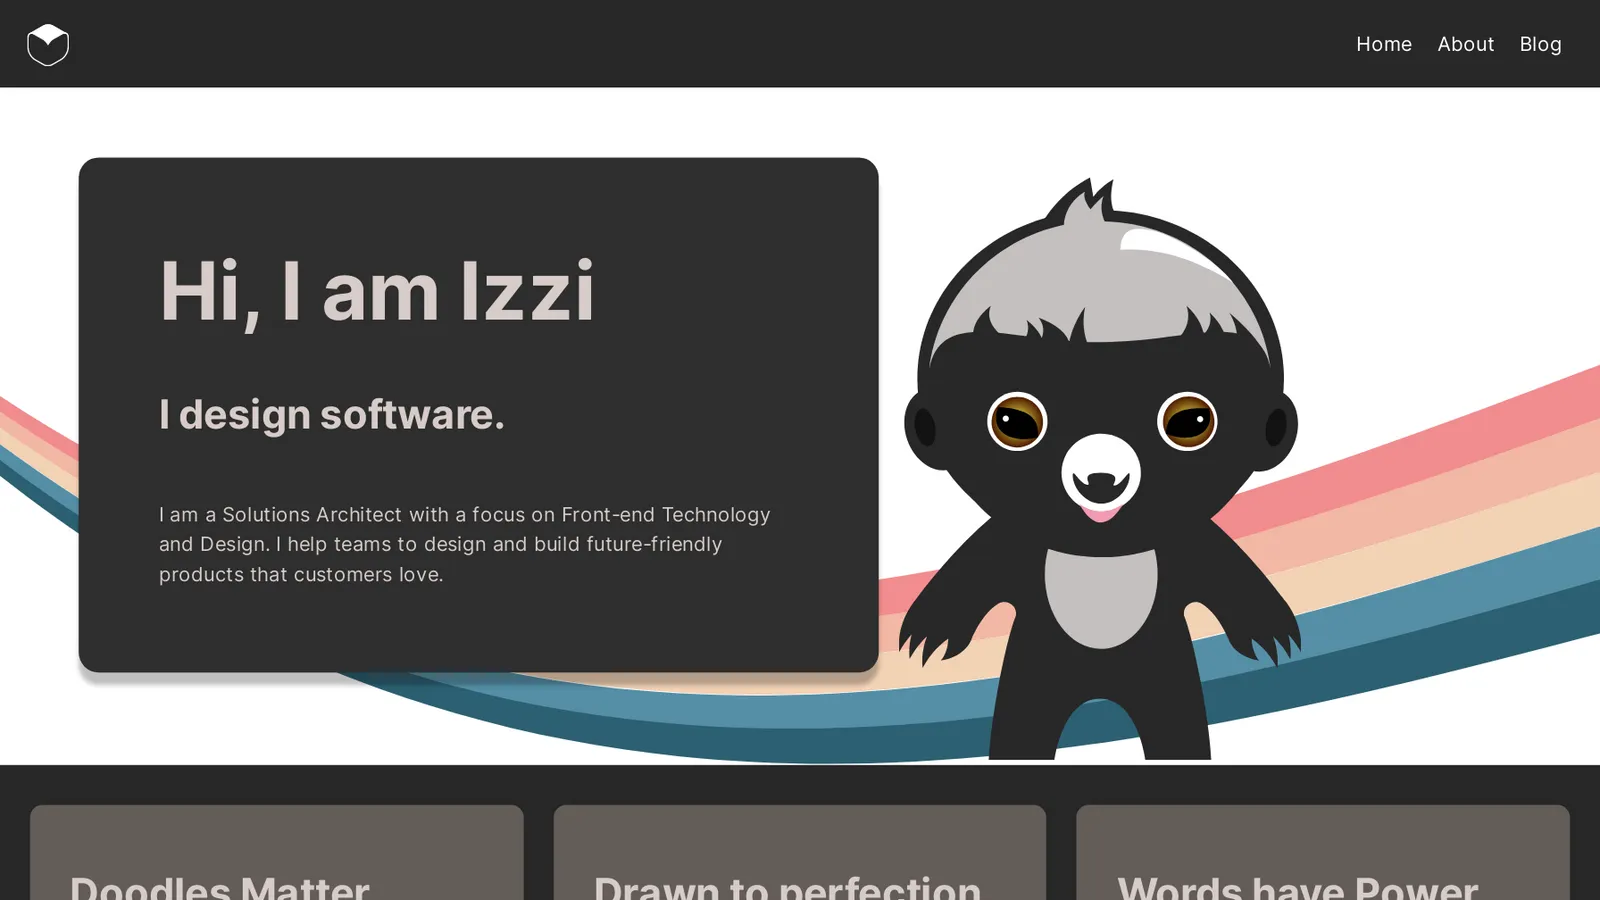 Home About Blog
Hi, I am Izzi
I design software.
I am a Solutions Architect with a focus on Front-end Technology
and Design. I help teams to design and build future-friendly
products that customers love.
Doodles Matter
Drawn to perfection
Words have Power